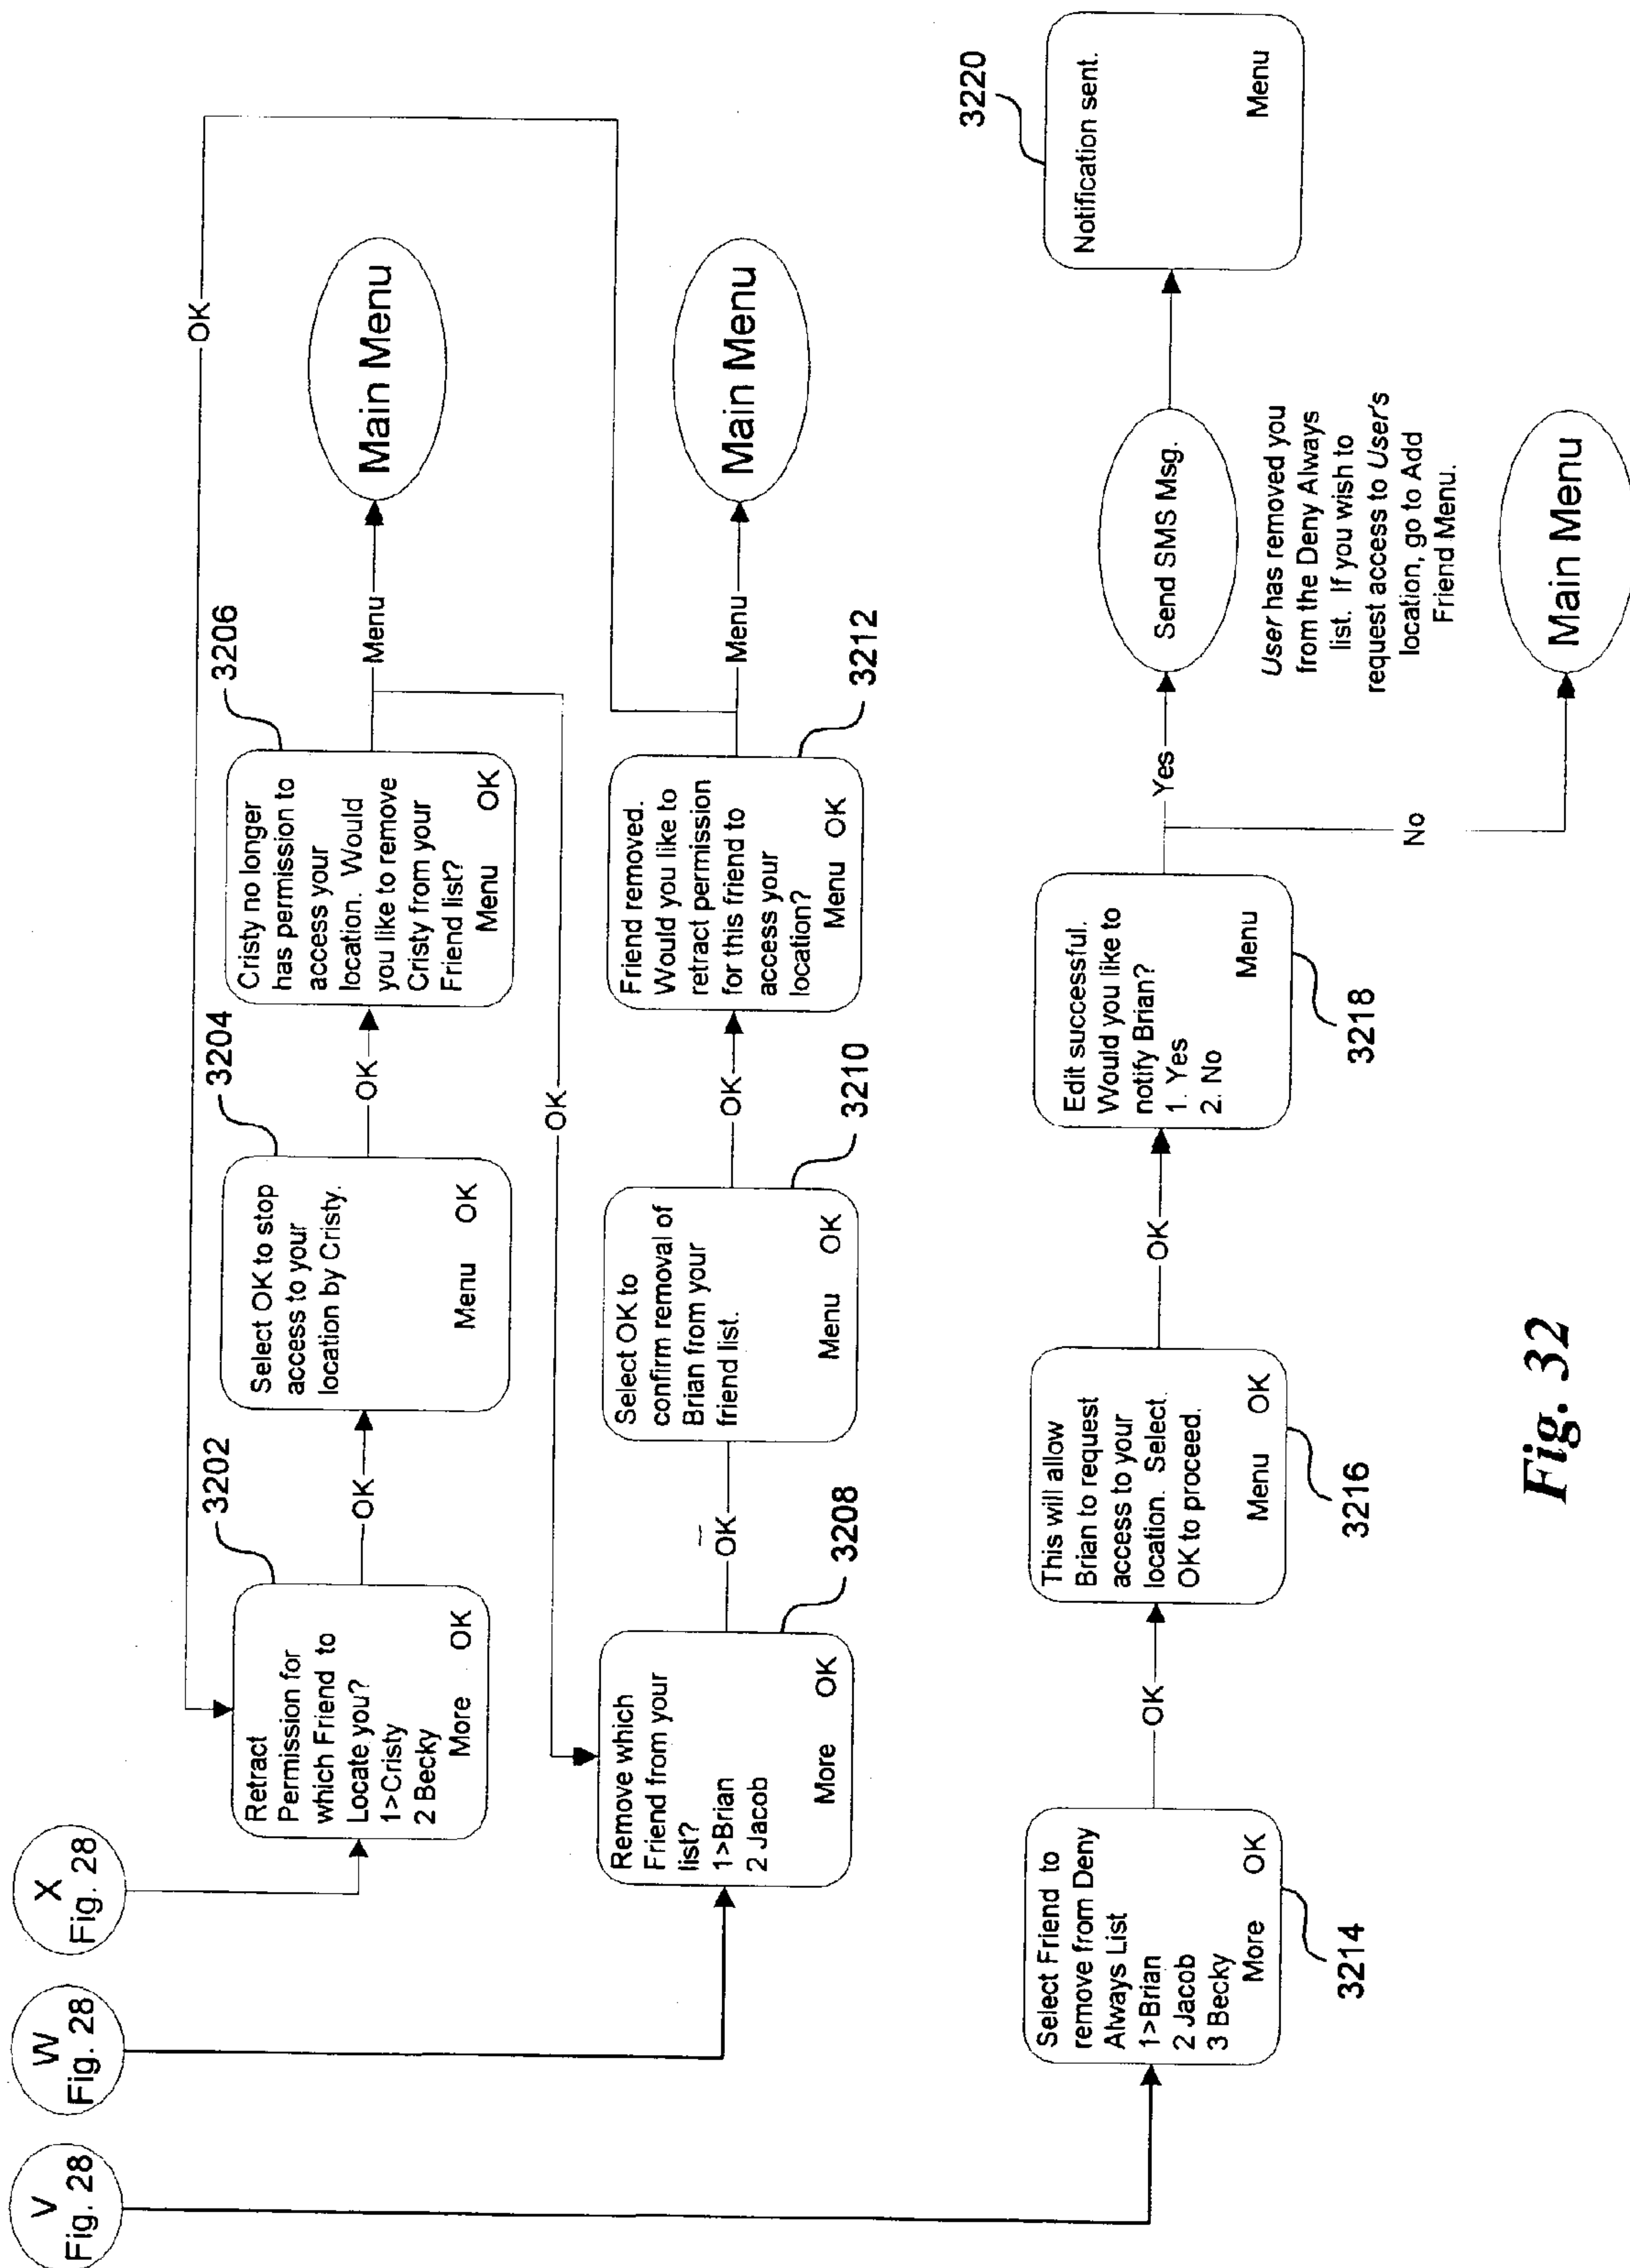 V
Fig. 28
W
Fig. 28
X
Fig. 28
OK
3202
Retract
Permission for
which Friend to
Locate you?
1>Cristy
2 Becky
More OK
OK
3204
Select OK to stop
access to your
location by Cristy.
Menu OK
OK
3206
Cristy no longer
has permission to
access your
location. Would
you like to remove
Cristy from your
Friend list?
Menu OK
Menu
Main Menu
OK
Remove which
Friend from your
list?
1>Brian
2 Jacob
More OK
3208
OK
Select OK to
confirm removal of
Brian from your
friend list.
Menu OK
3210
OK
Friend removed.
Would you like to
retract permission
for this friend to
access your
location?
Menu OK
3212
Menu
Main Menu
Select Friend to
remove from Deny
Always List
1>Brian
2 Jacob
3 Becky
More OK
3214
OK
This will allow
Brian to request
access to your
location. Select
OK to proceed.
Menu OK
3216
OK
Edit successful.
Would you like to
notify Brian?
1. Yes
2. No
Menu
3218
Yes
No
Send SMS Msg.
User has removed you
from the Deny Always
list. If you wish to
request access to User's
location, go to Add
Friend Menu.
Main Menu
3220
Notification sent.
Menu
Fig. 32